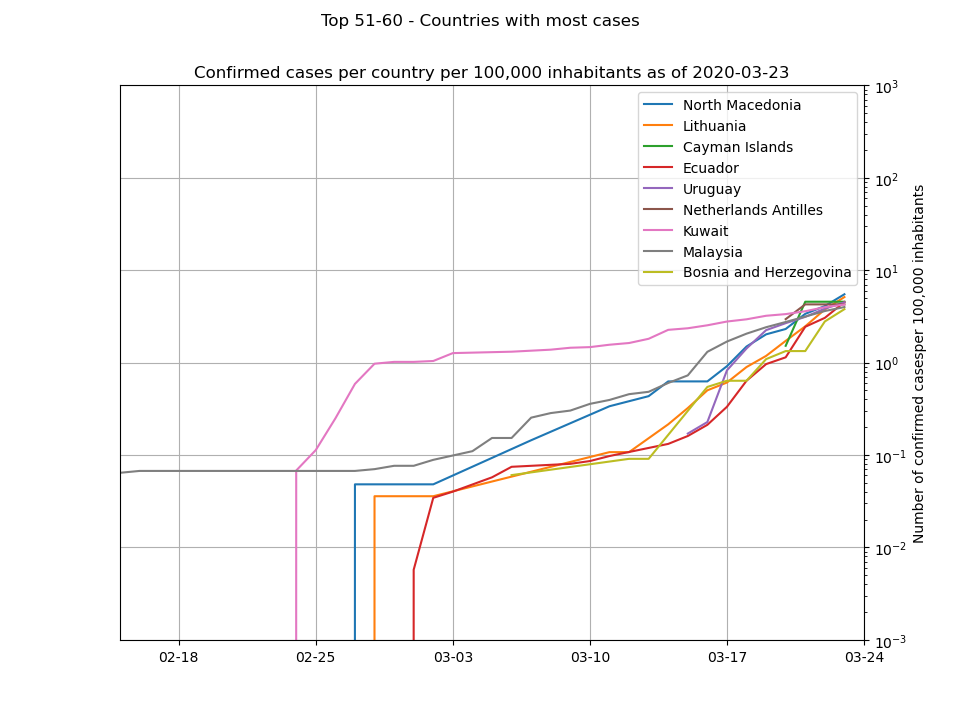 Top 51-60 - Countries with most cases
Confirmed cases per country per 100,000 inhabitants as of 2020-03-23
North Macedonia
Lithuania
Cayman Islands
Ecuador
Uruguay
Netherlands Antilles
Kuwait
Malaysia
Bosnia and Herzegovina
10³
10²
10¹
10⁰
10⁻¹
10⁻²
10⁻³
Number of confirmed casesper 100,000 inhabitants
02-18
02-25
03-03
03-10
03-17
03-24